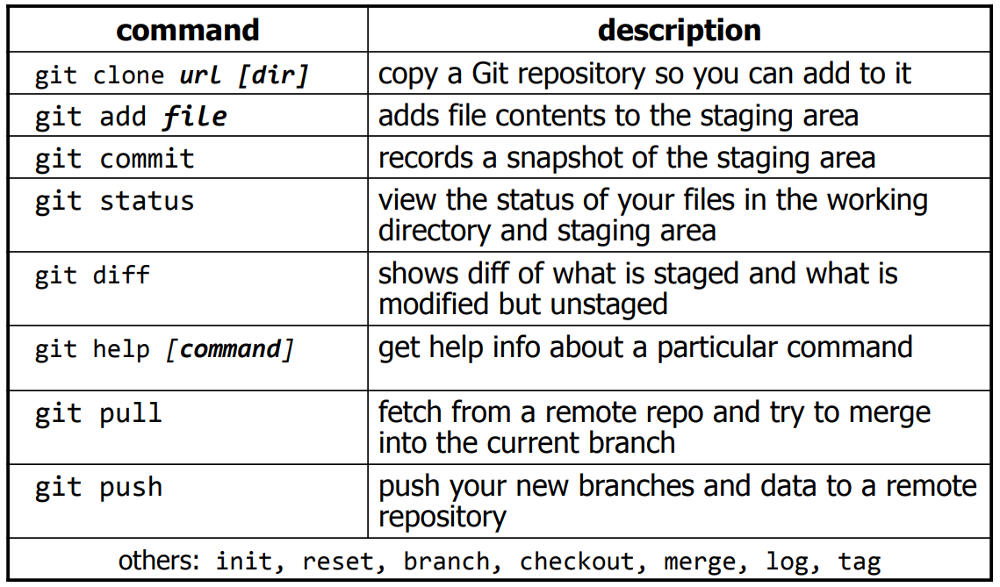 command description
git clone url [dir] copy a Git repository so you can add to it
git add file adds file contents to the staging area
git commit records a snapshot of the staging area
git status view the status of your files in the working
directory and staging area
git diff shows diff of what is staged and what is
modified but unstaged
git help [command] get help info about a particular command
git pull fetch from a remote repo and try to merge
into the current branch
git push push your new branches and data to a remote
repository
others: init, reset, branch, checkout, merge, log, tag